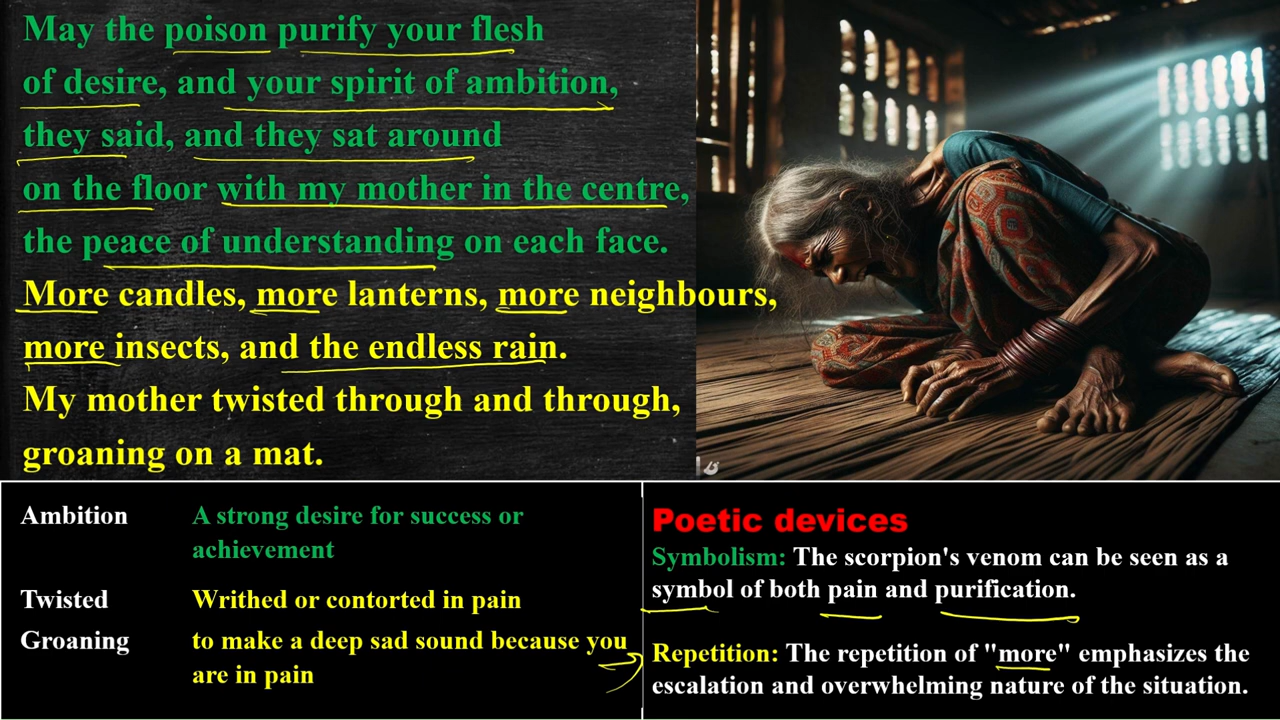 May the poison purify your flesh
of desire, and your spirit of ambition,
they said, and they sat around
on the floor with my mother in the centre,
the peace of understanding on each face.
More candles, more lanterns, more neighbours,
more insects, and the endless rain.
My mother twisted through and through,
groaning on a mat.
Ambition A strong desire for success or
achievement
Twisted Writhed or contorted in pain
Groaning to make a deep sad sound because you
are in pain
Poetic devices
Symbolism: The scorpion's venom can be seen as a
symbol of both pain and purification.
Repetition: The repetition of "more" emphasizes the
escalation and overwhelming nature of the situation.